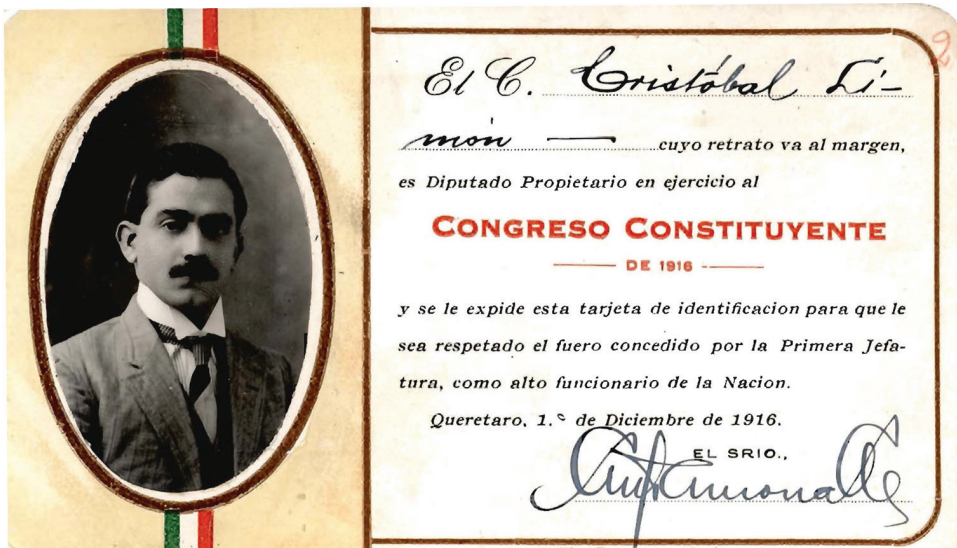 El C. Cristóbal Li-
món — cuyo retrato va al margen,
es Diputado Propietario en ejercicio al
CONGRESO CONSTITUYENTE
DE 1916
y se le expide esta tarjeta de identificacion para que le
sea respetado el fuero concedido por la Primera Jefa-
tura, como alto funcionario de la Nacion.
Queretaro, 1.º de Diciembre de 1916.
EL SRIO.,